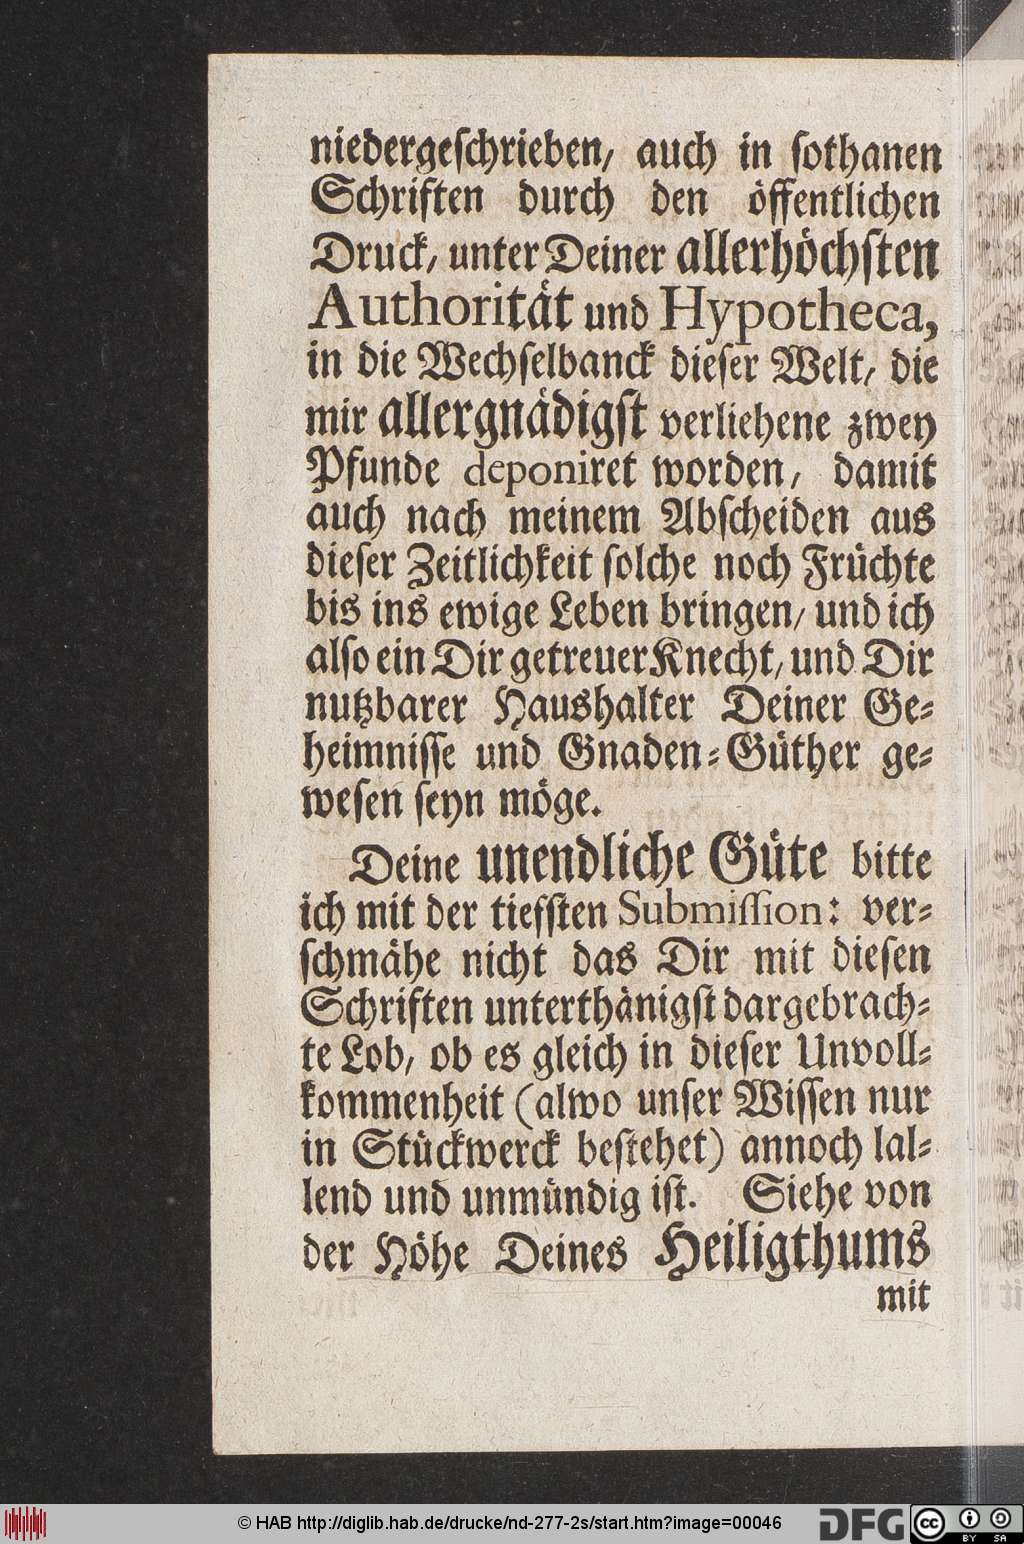 niedergeschrieben, auch in sothanen
Schriften durch den öffentlichen
Druck, unter Deiner allerhöchsten
Authorität und Hypotheca,
in die Wechselbanck dieser Welt, die
mir allergnädigst verliehene zwey
Pfunde deponiret worden, damit
auch nach meinem Abscheiden aus
dieser Zeitlichkeit solche noch Früchte
bis ins ewige Leben bringen, und ich
also ein Dir getreuer Knecht, und Dir
nutzbarer Haushalter Deiner Ge-
heimnisse und Gnaden-Güther ge-
wesen seyn möge.
Deine unendliche Güte bitte
ich mit der tieffsten Submission: ver-
schmähe nicht das Dir mit diesen
Schriften unterthänigst dargebrach-
te Lob, ob es gleich in dieser Unvoll-
kommenheit (alwo unser Wissen nur
in Stückwerck bestehet) annoch lal-
lend und unmündig ist. Siehe von
der Höhe Deines Heiligthums
mit
© HAB http://diglib.hab.de/drucke/nd-277-2s/start.htm?image=00046
DFG
cc BY SA